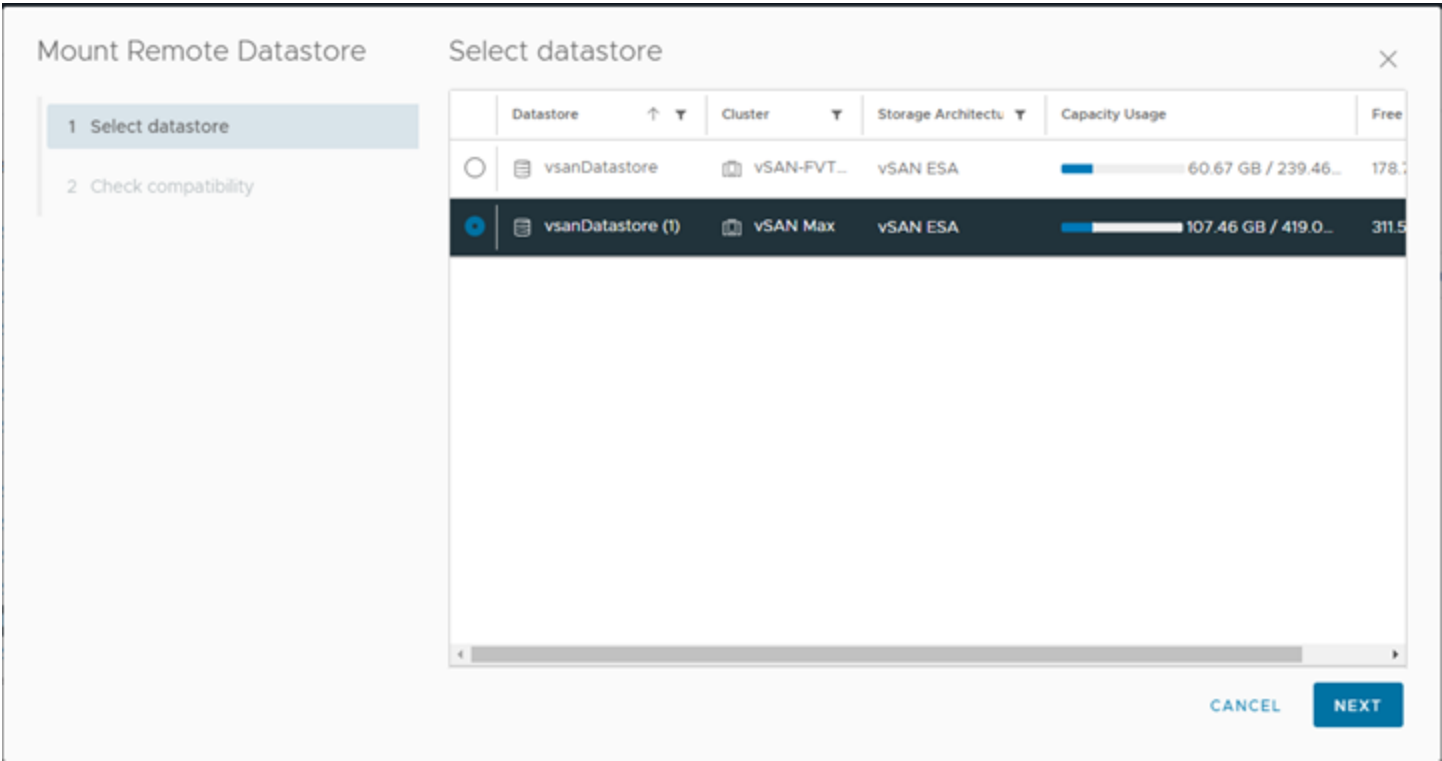 Mount Remote Datastore
Select datastore
1 Select datastore
2 Check compatibility
Datastore Cluster Storage Architectu Capacity Usage Free
vsanDatastore vSAN-FVT... vSAN ESA 60.67 GB / 239.46... 178.
vsanDatastore (1) vSAN Max vSAN ESA 107.46 GB / 419.0... 311.5
CANCEL NEXT